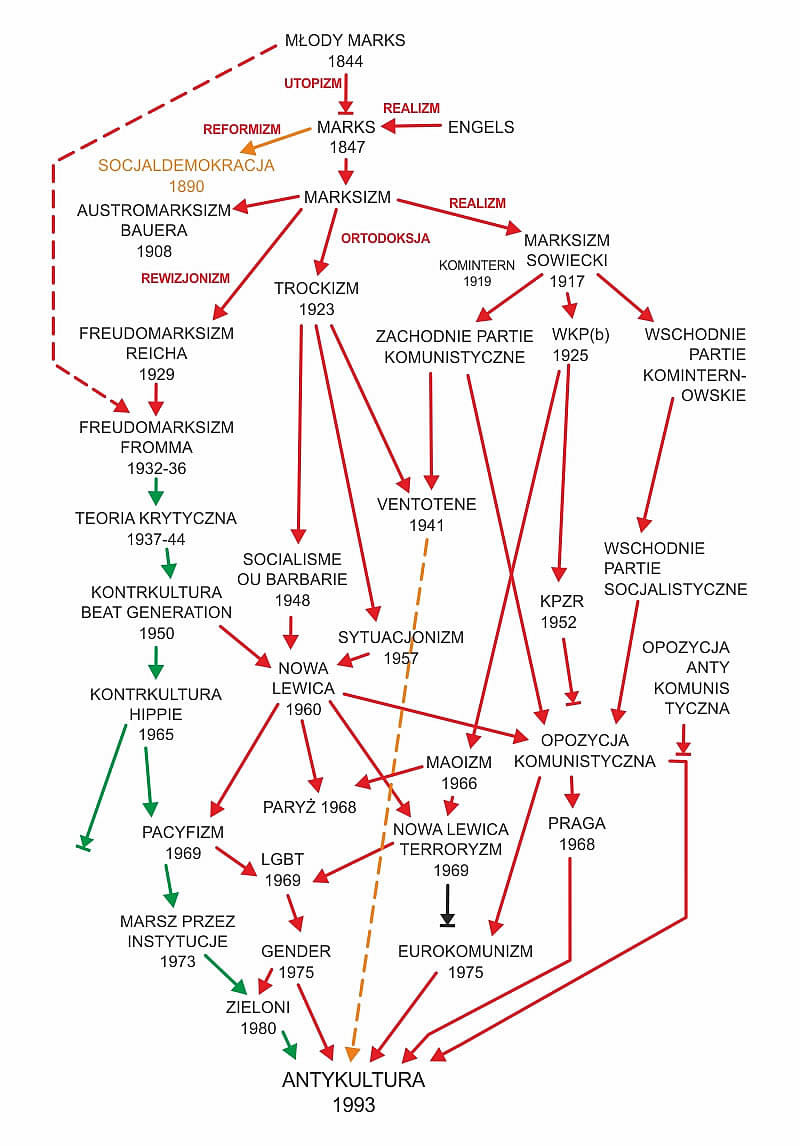 MŁODY MARKS
1844
UTOPIZM
REALIZM
REFORMIZM
MARKS
1847
ENGELS
SOCJALDEMOKRACJA
1890
MARKSIZM
REALIZM
AUSTROMARKSIZM
BAUERA
1908
ORTODOKSJA
MARKSIZM
SOWIECKI
1917
KOMINTERN
1919
REWIZJONIZM
TROCKIZM
1923
FREUDOMARKSIZM
REICHA
1929
ZACHODNIE PARTIE
KOMUNISTYCZNE
WKP(b)
1925
WSCHODNIE
PARTIE
KOMINTERN-
OWSKIE
FREUDOMARKSIZM
FROMMA
1932-36
TEORIA KRYTYCZNA
1937-44
VENTOTENE
1941
SOCIALISME
OU BARBARIE
1948
WSCHODNIE
PARTIE
SOCJALISTYCZNE
KONTRKULTURA
BEAT GENERATION
1950
KPZR
1952
SYTUACJONIZM
1957
OPOZYCJA
ANTY
KOMUNIS
TYCZNA
NOWA
LEWICA
1960
KONTRKULTURA
HIPPIE
1965
OPOZYCJA
KOMUNISTYCZNA
MAOIZM
1966
PARYŻ 1968
PACYFIZM
1969
NOWA LEWICA
TERRORYZM
1969
PRAGA
1968
LGBT
1969
MARSZ PRZEZ
INSTYTUCJE
1973
GENDER
1975
EUROKOMUNIZM
1975
ZIELONI
1980
ANTYKULTURA
1993